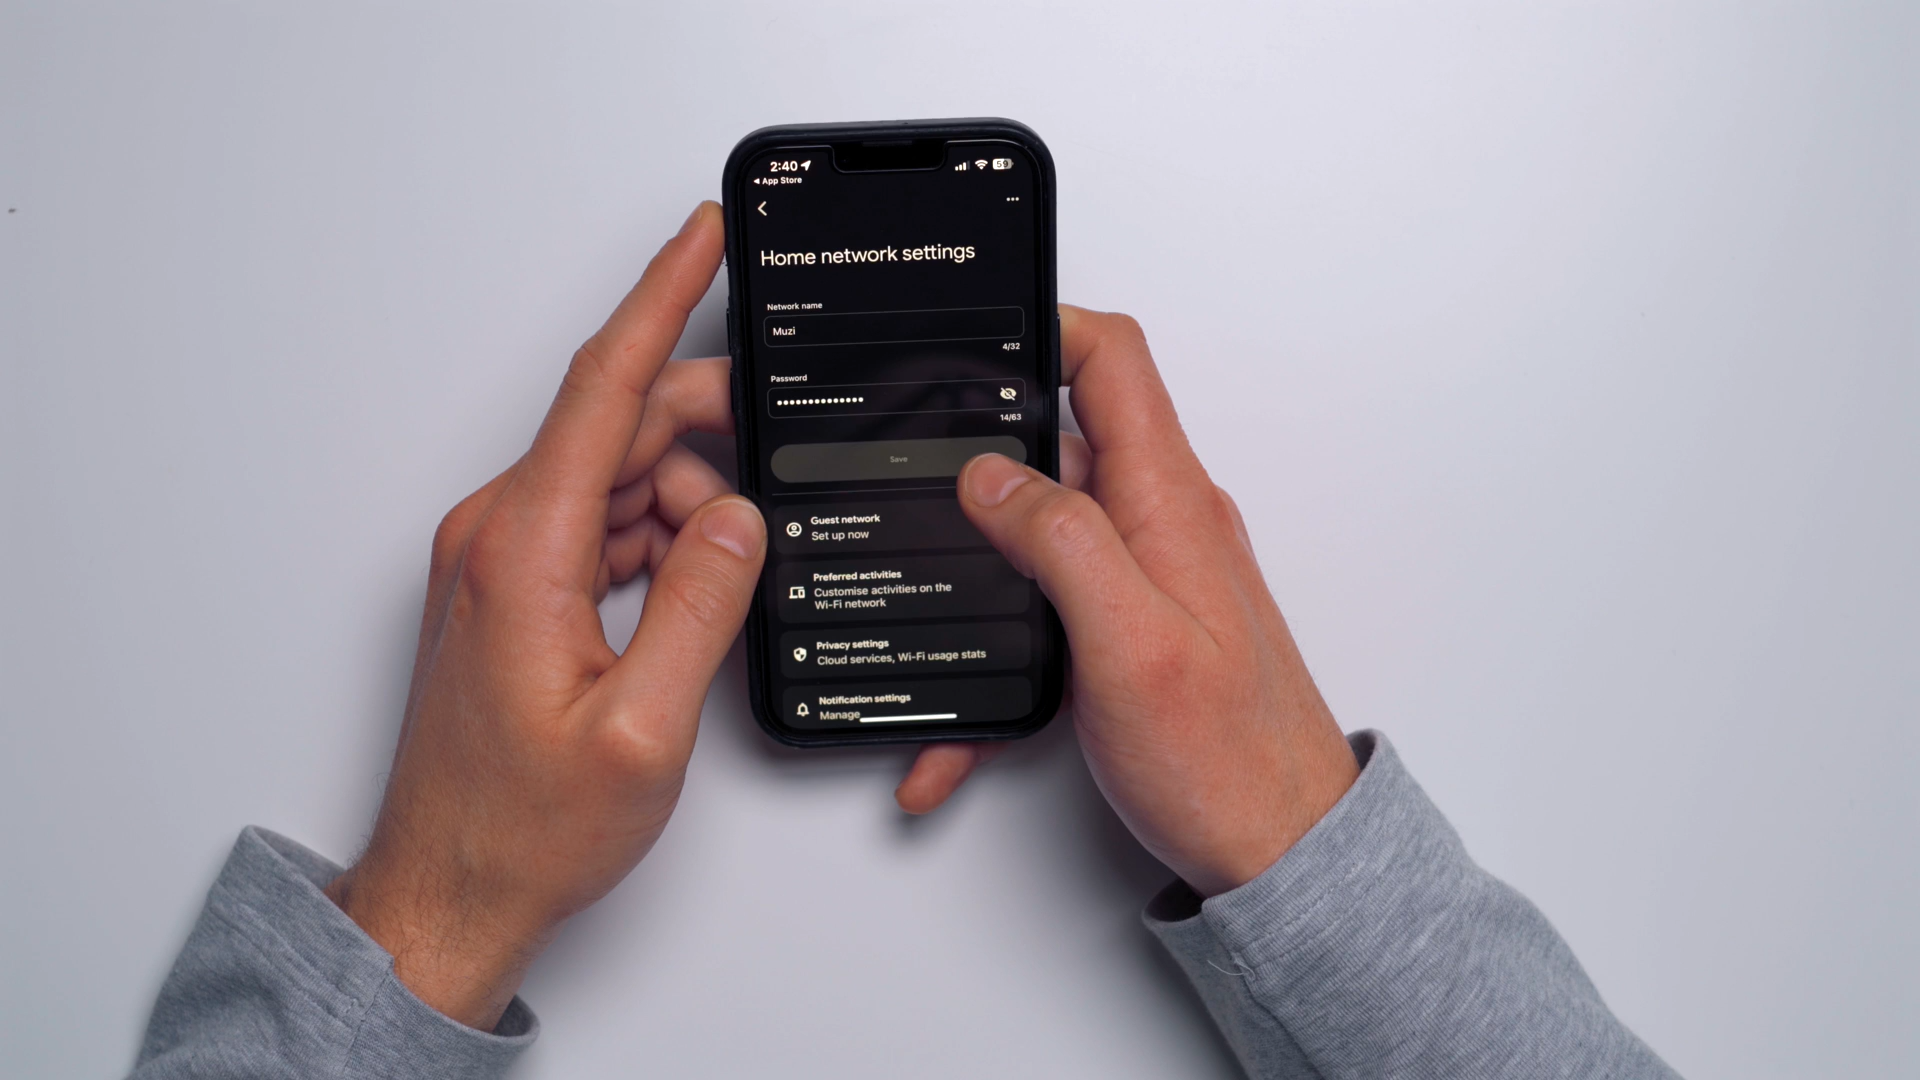 2:40
59
◀ App Store
Home network settings
Network name
Muzi
4/32
Password
••••••••••••••
14/63
Save
Guest network
Set up now
Preferred activities
Customise activities on the
Wi-Fi network
Privacy settings
Cloud services, Wi-Fi usage stats
Notification settings
Manage